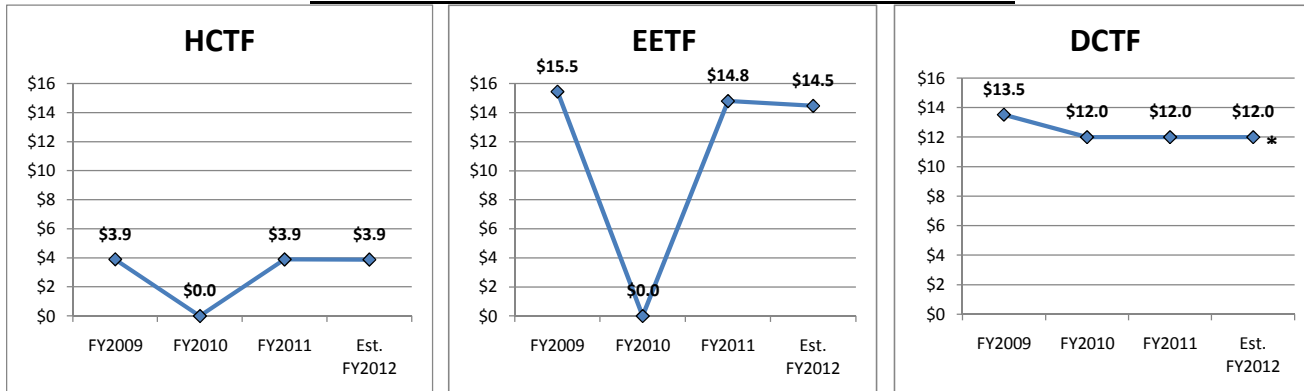 HCTF
$16
$14
$12
$10
$8
$6
$4
$2
$0
$3.9
$0.0
$3.9
$3.9
FY2009
FY2010
FY2011
Est.
FY2012
EETF
$16
$14
$12
$10
$8
$6
$4
$2
$0
$15.5
$0.0
$14.8
$14.5
FY2009
FY2010
FY2011
Est.
FY2012
DCTF
$16
$14
$12
$10
$8
$6
$4
$2
$0
$13.5
$12.0
$12.0
$12.0
*
FY2009
FY2010
FY2011
Est.
FY2012